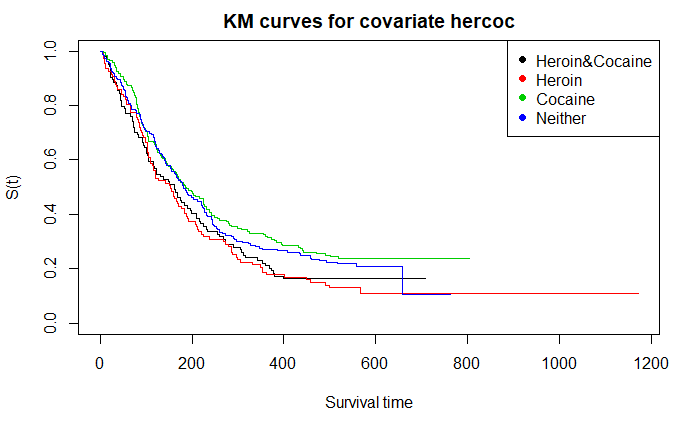 KM curves for covariate hercoc
Heroin&Cocaine
Heroin
Cocaine
Neither
S(t)
1.0
0.8
0.6
0.4
0.2
0.0
0 200 400 600 800 1000 1200
Survival time